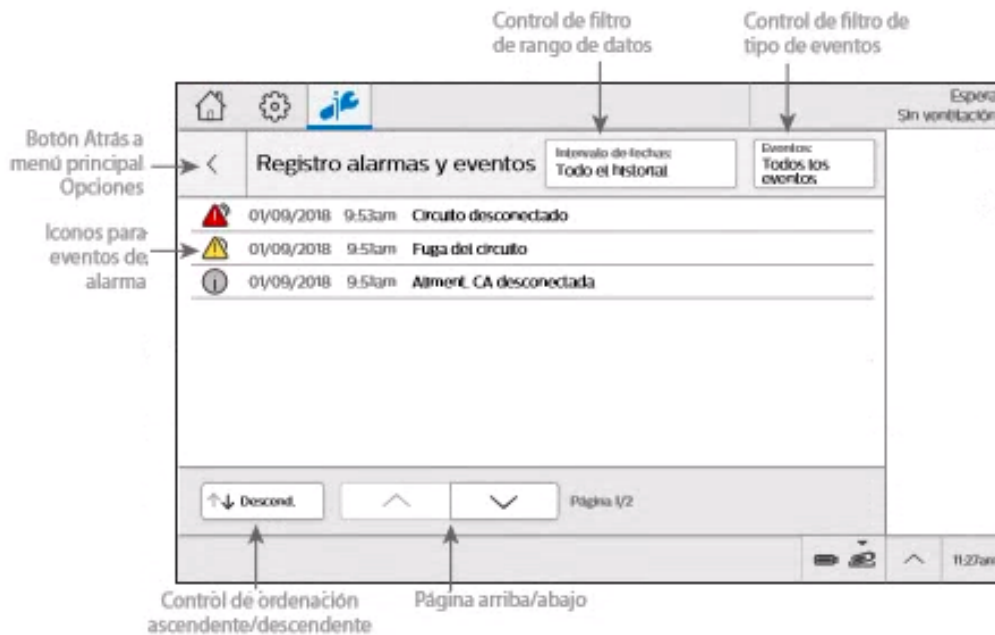 Control de filtro
de rango de datos
Control de filtro de
tipo de eventos
Espera
Sin ventilación
Botón Atrás a
menú principal
Opciones
Registro alarmas y eventos
Intervalo de fechas:
Todo el historial
Eventos:
Todos los
eventos
01/09/2018 9:53am Circuito desconectado
Iconos para
eventos de
alarma
01/09/2018 9:51am Fuga del circuito
01/09/2018 9:51am Aliment. CA desconectada
Descend.
Página 1/2
11:27am
Control de ordenación
ascendente/descendente
Página arriba/abajo